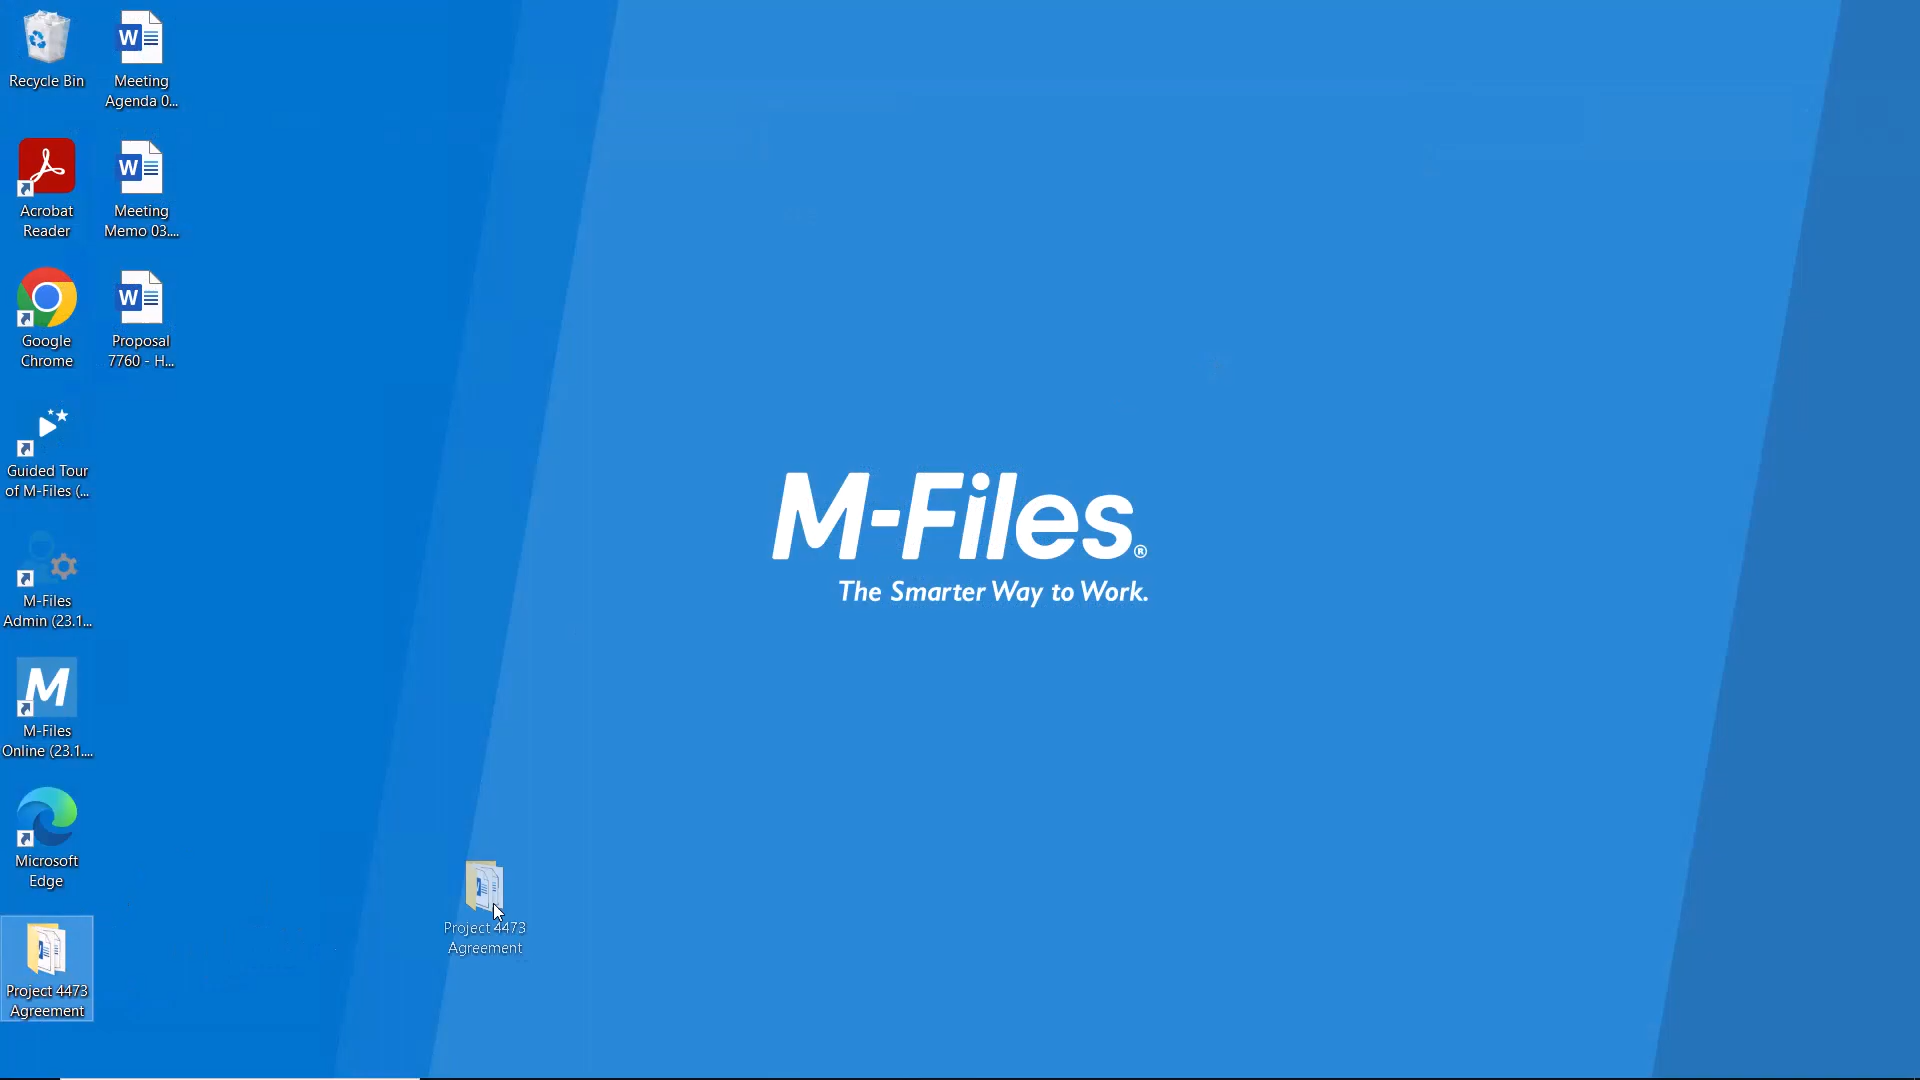 Recycle Bin
Meeting
Agenda 0...
Acrobat
Reader
Meeting
Memo 03....
Google
Chrome
Proposal
7760 - H...
Guided Tour
of M-Files (...
M-Files
Admin (23.1...
M-Files
Online (23.1....
Microsoft
Edge
Project 4473
Agreement
Project 4473
Agreement
M-Files®
The Smarter Way to Work.